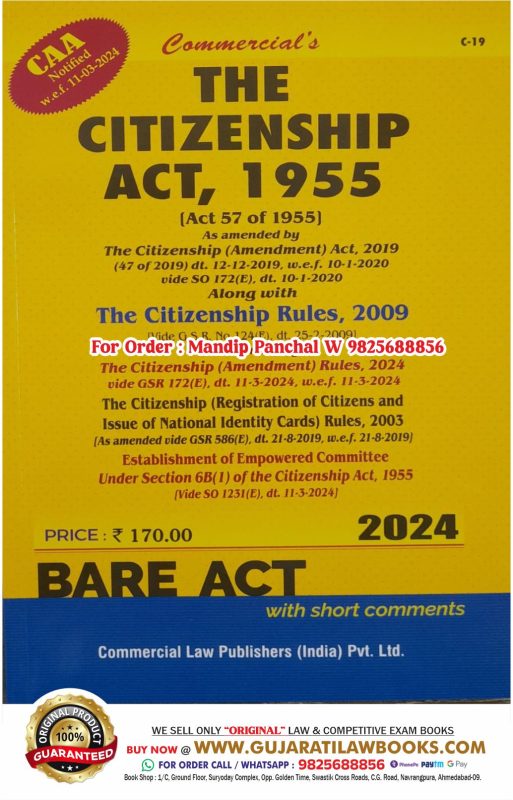 CAA
Notified
w.e.f. 11-03-2024
Commercial's
C-19
THE
CITIZENSHIP
ACT, 1955
[Act 57 of 1955]
As amended by
The Citizenship (Amendment) Act, 2019
(47 of 2019) dt. 12-12-2019, w.e.f. 10-1-2020
vide SO 172(E), dt. 10-1-2020
Along with
The Citizenship Rules, 2009
[Vide G.S.R. No. 124(E), dt. 25-2-2009]
For Order : Mandip Panchal W 9825688856
The Citizenship (Amendment) Rules, 2024
vide GSR 172(E), dt. 11-3-2024, w.e.f. 11-3-2024
The Citizenship (Registration of Citizens and
Issue of National Identity Cards) Rules, 2003
[As amended vide GSR 586(E), dt. 21-8-2019, w.e.f. 21-8-2019]
Establishment of Empowered Committee
Under Section 6B(1) of the Citizenship Act, 1955
[Vide SO 1231(E), dt. 11-3-2024]
PRICE : ₹ 170.00
2024
BARE ACT
with short comments
Commercial Law Publishers (India) Pvt. Ltd.
ORIGINAL PRODUCT
100%
GUARANTEED
WE SELL ONLY "ORIGINAL" LAW & COMPETITIVE EXAM BOOKS
BUY NOW @ WWW.GUJARATILAWBOOKS.COM
FOR ORDER CALL / WHATSAPP : 9825688856 PhonePe PAYTM G Pay
Book Shop : 1/C, Ground Floor, Suryoday Complex, Opp. Golden Time, Swastik Cross Roads, C.G. Road, Navrangpura, Ahmedabad-09.